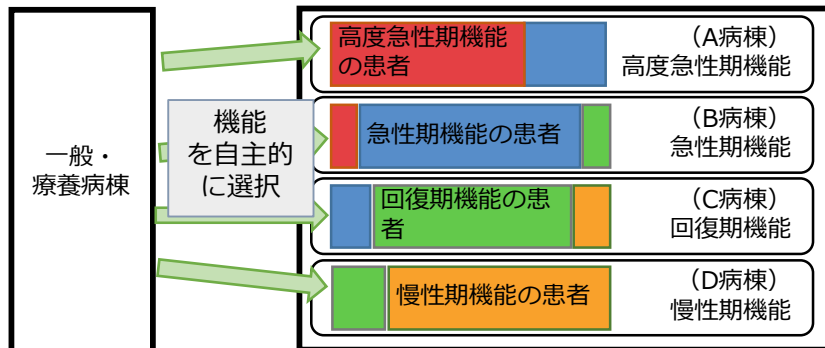 一般・
療養病棟
機能
を自主的
に選択
高度急性期機能
の患者
(A病棟)
高度急性期機能
急性期機能の患者
(B病棟)
急性期機能
回復期機能の患
者
(C病棟)
回復期機能
慢性期機能の患者
(D病棟)
慢性期機能